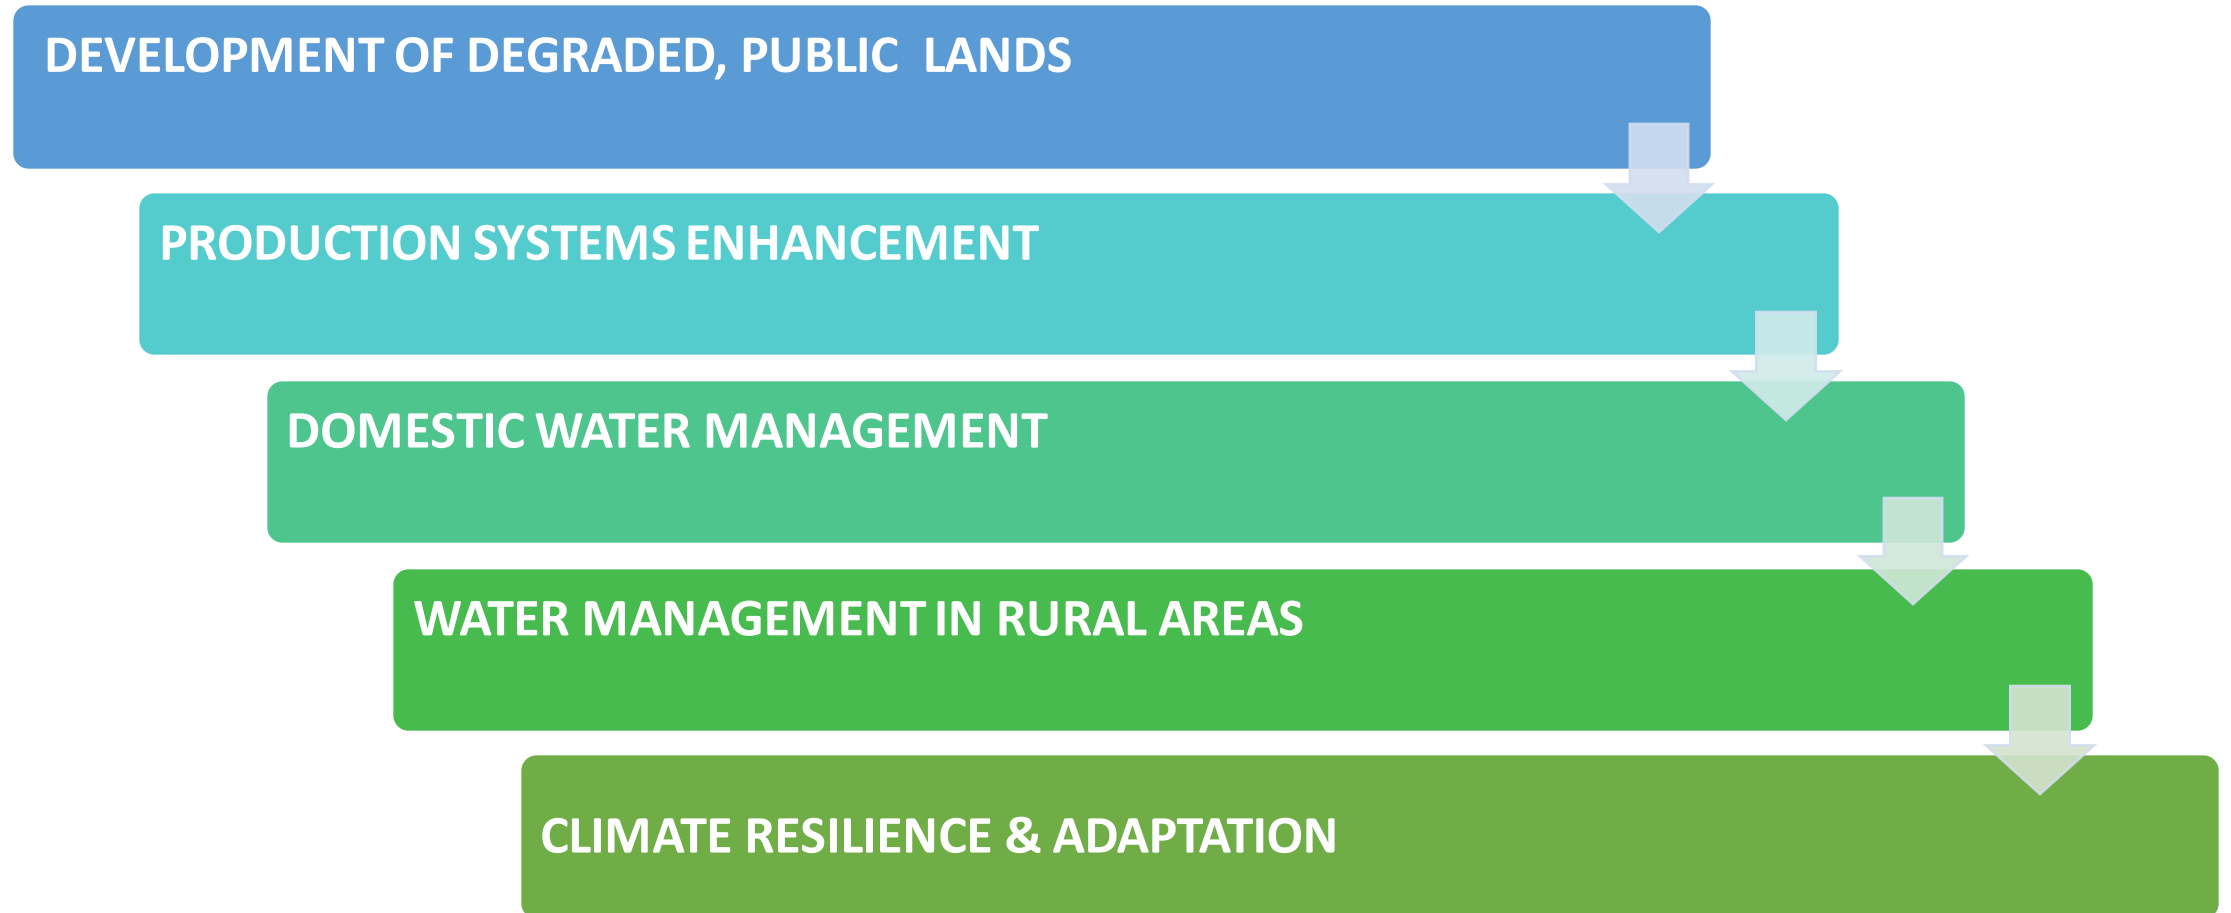 DEVELOPMENT OF DEGRADED, PUBLIC LANDS
PRODUCTION SYSTEMS ENHANCEMENT
DOMESTIC WATER MANAGEMENT
WATER MANAGEMENT IN RURAL AREAS
CLIMATE RESILIENCE & ADAPTATION